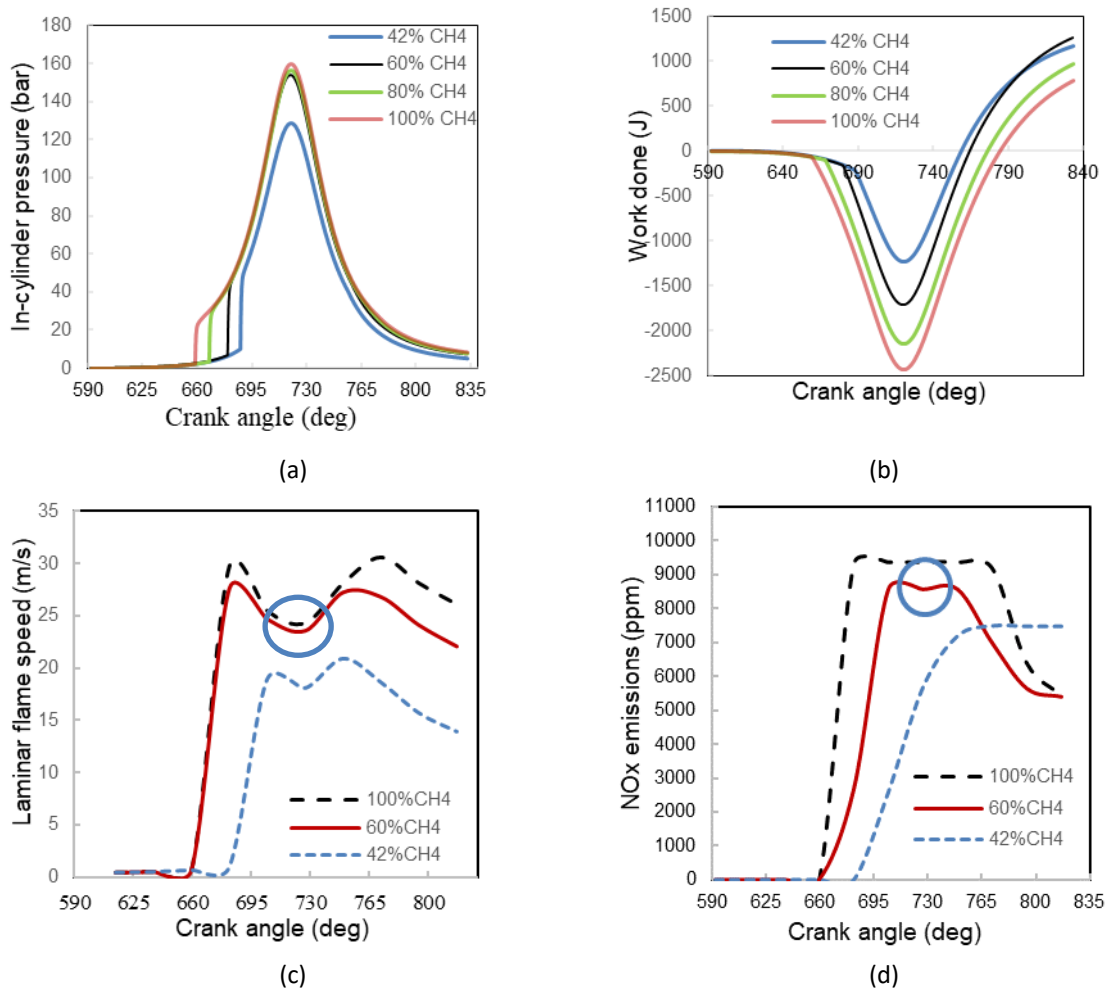 (a)
180
160
140
120
100
80
60
40
20
0
In-cylinder pressure (bar)
42% CH4
60% CH4
80% CH4
100% CH4
590 625 660 695 730 765 800 835
Crank angle (deg)
(a)
(b)
1000
500
0
-500
-1000
-1500
-2000
-2500
Work done (J)
42% CH4
60% CH4
80% CH4
100% CH4
590 640 690 740 790 840
Crank angle (deg)
(b)
35
30
25
20
15
10
5
0
Laminar flame speed (m/s)
100%CH4
60%CH4
42%CH4
590 625 660 695 730 765 800
Crank angle (deg)
(c)
11000
10000
9000
8000
7000
6000
5000
4000
3000
2000
1000
0
NOx emissions (ppm)
100%CH4
60%CH4
42%CH4
590 625 660 695 730 765 800 835
Crank angle (deg)
(d)